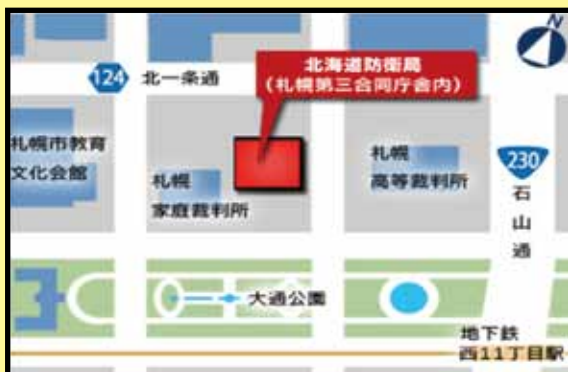 N
北海道防衛局
(札幌第三合同庁舎内)
124
北一条通
札幌市教育
文化会館
札幌
家庭裁判所
札幌
高等裁判所
230
石山通
大通公園
地下鉄
西11丁目駅